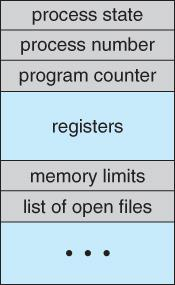 process state
process number
program counter
registers
memory limits
list of open files
• • •